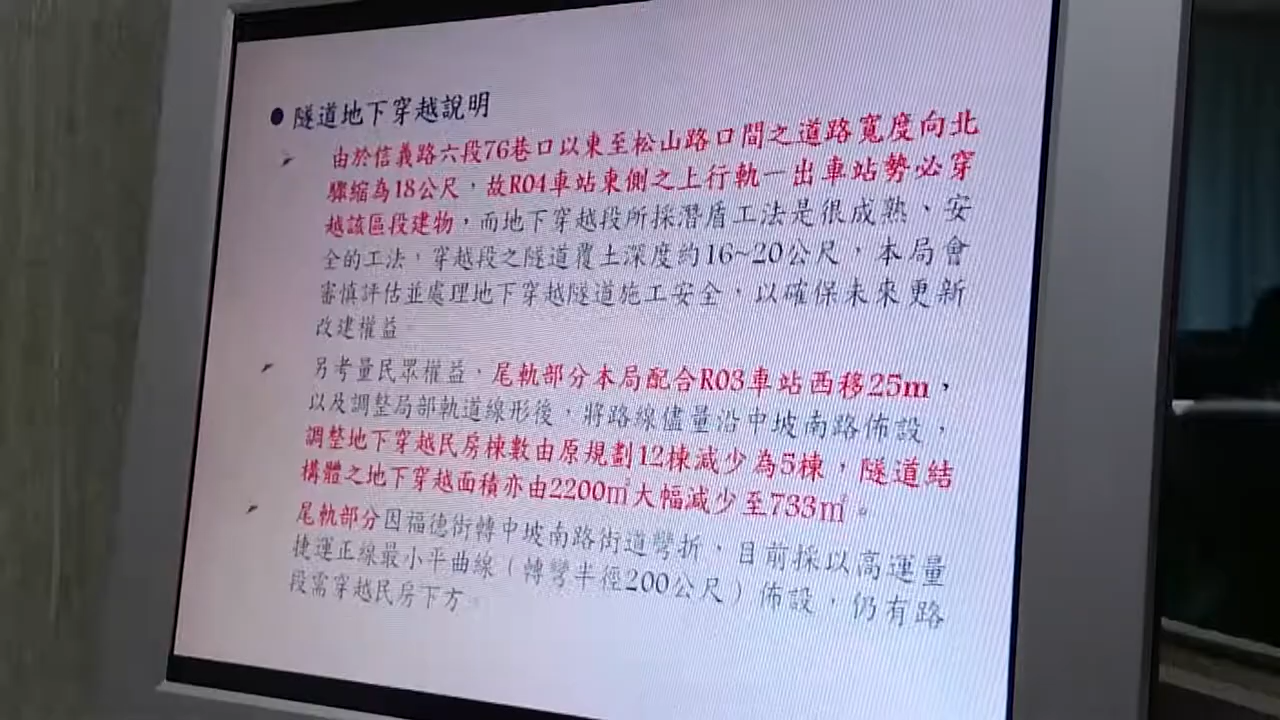 ● 隧道地下穿越說明
➢ 由於信義路六段76巷口以東至松山路口間之道路寬度向北
驟縮為18公尺，故R04車站東側之上行軌一出車站勢必穿
越該區段建物，而地下穿越段所採潛盾工法是很成熟、安
全的工法，穿越段之隧道覆土深度約16~20公尺，本局會
審慎評估並處理地下穿越隧道施工安全，以確保未來更新
改建權益。
➢ 另考量民眾權益，尾軌部分本局配合R03車站西移25m，
以及調整局部軌道線形後，將路線儘量沿中坡南路佈設，
調整地下穿越民房棟數由原規劃12棟減少為5棟，隧道結
構體之地下穿越面積亦由2200㎡大幅減少至733㎡。
➢ 尾軌部分因福德街轉中坡南路街道彎折，目前採以高運量
捷運正線最小平曲線（轉彎半徑200公尺）佈設，仍有路
段需穿越民房下方。